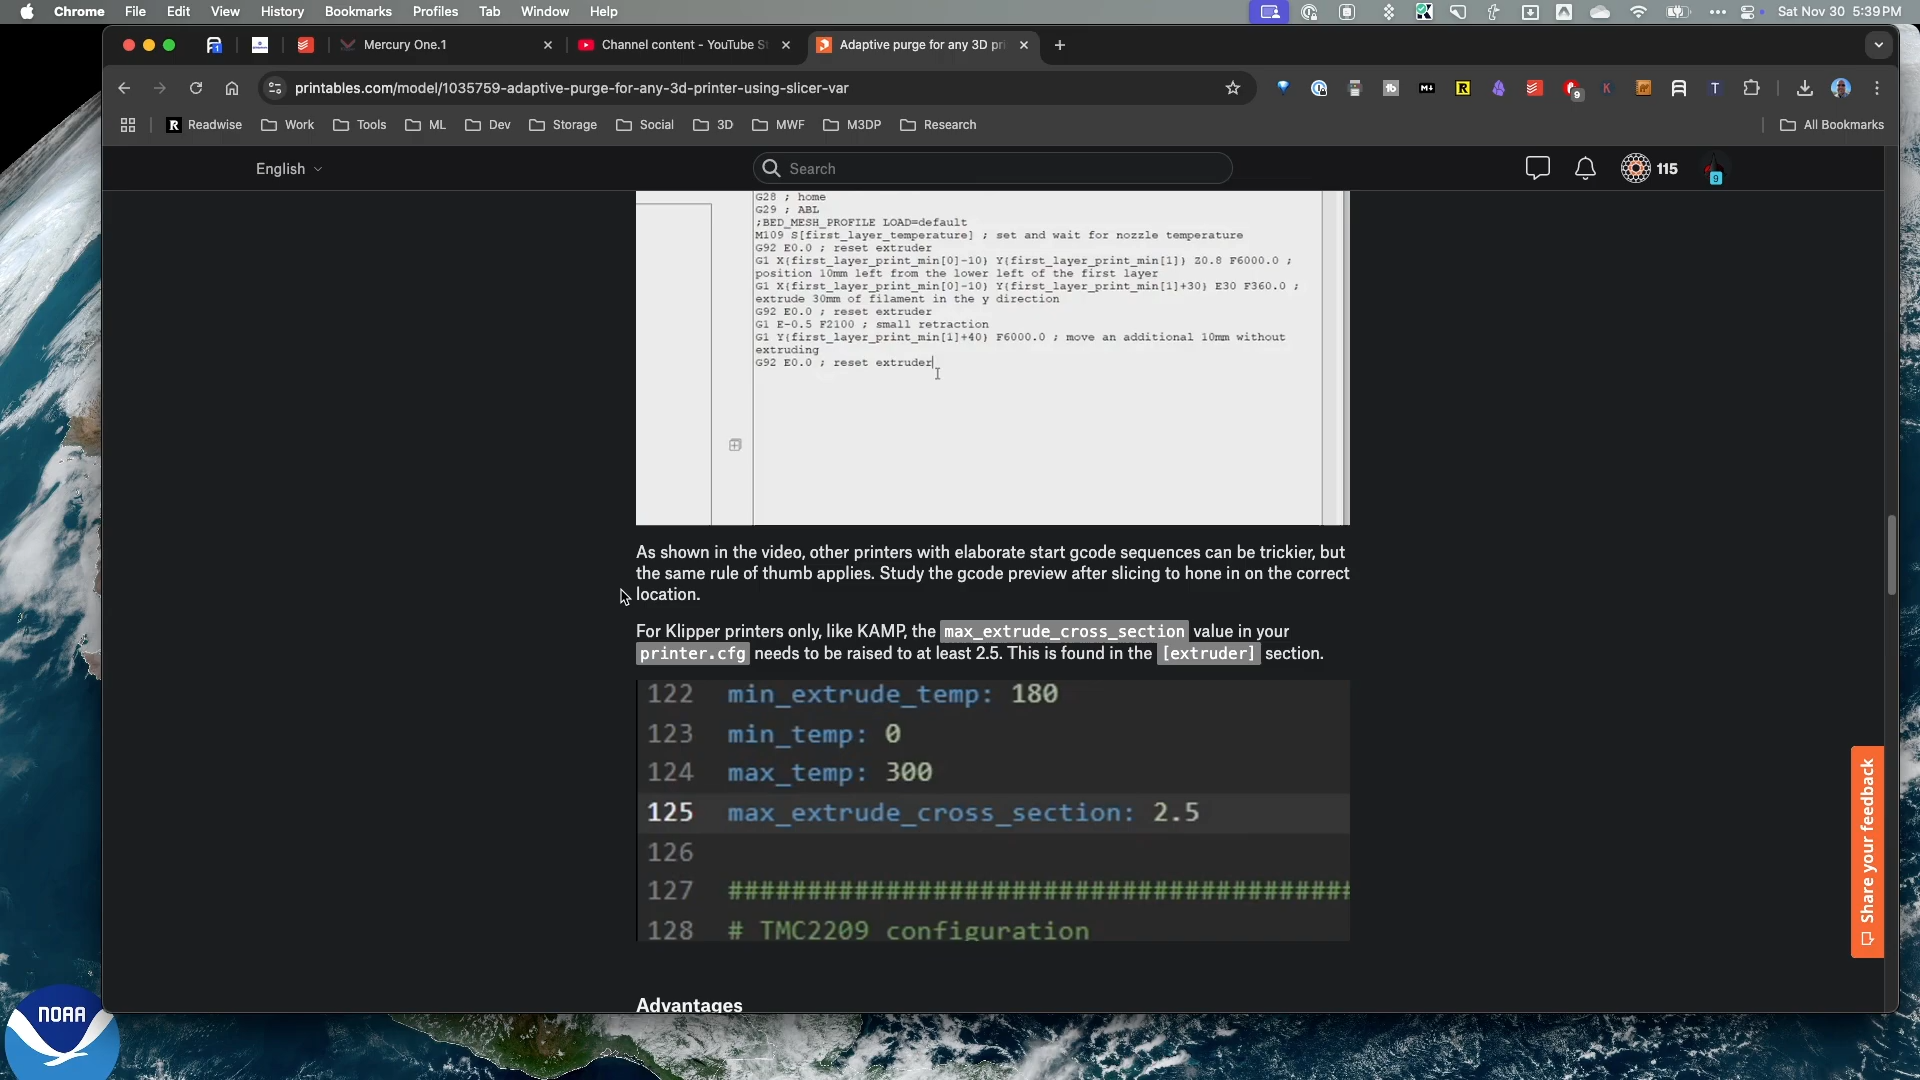 Chrome File Edit View History Bookmarks Profiles Tab Window Help
Sat Nov 30 5:39 PM
1
Mercury One.1
Channel content - YouTube S
Adaptive purge for any 3D pri
printables.com/model/1035759-adaptive-purge-for-any-3d-printer-using-slicer-var
9
Readwise Work Tools ML Dev Storage Social 3D MWF M3DP Research
All Bookmarks
English
Search
115
9
G28 ; home
G29 ; ABL
;BED_MESH_PROFILE LOAD=default
M109 S[first_layer_temperature] ; set and wait for nozzle temperature
G92 E0.0 ; reset extruder
G1 X{first_layer_print_min[0]-10} Y{first_layer_print_min[1]} Z0.8 F6000.0 ;
position 10mm left from the lower left of the first layer
G1 X{first_layer_print_min[0]-10} Y{first_layer_print_min[1]+30} E30 F360.0 ;
extrude 30mm of filament in the y direction
G92 E0.0 ; reset extruder
G1 E-0.5 F2100 ; small retraction
G1 Y{first_layer_print_min[1]+40} F6000.0 ; move an additional 10mm without
extruding
G92 E0.0 ; reset extruder
As shown in the video, other printers with elaborate start gcode sequences can be trickier, but
the same rule of thumb applies. Study the gcode preview after slicing to hone in on the correct
location.
For Klipper printers only, like KAMP, the max_extrude_cross_section value in your
printer.cfg needs to be raised to at least 2.5. This is found in the [extruder] section.
122 min_extrude_temp: 180
123 min_temp: 0
124 max_temp: 300
125 max_extrude_cross_section: 2.5
126
127 ########################################
128 # TMC2209 configuration
Advantages
Share your feedback
NOAA